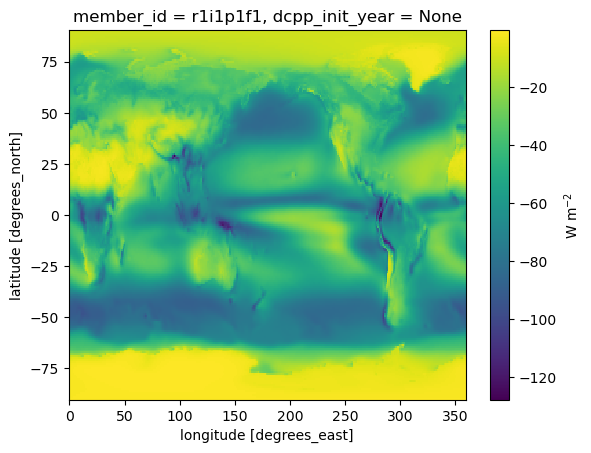 member_id = r1i1p1f1, dcpp_init_year = None
75
50
25
0
−25
−50
−75
latitude [degrees_north]
0 50 100 150 200 250 300 350
longitude [degrees_east]
−20
−40
−60
−80
−100
−120
W m⁻²